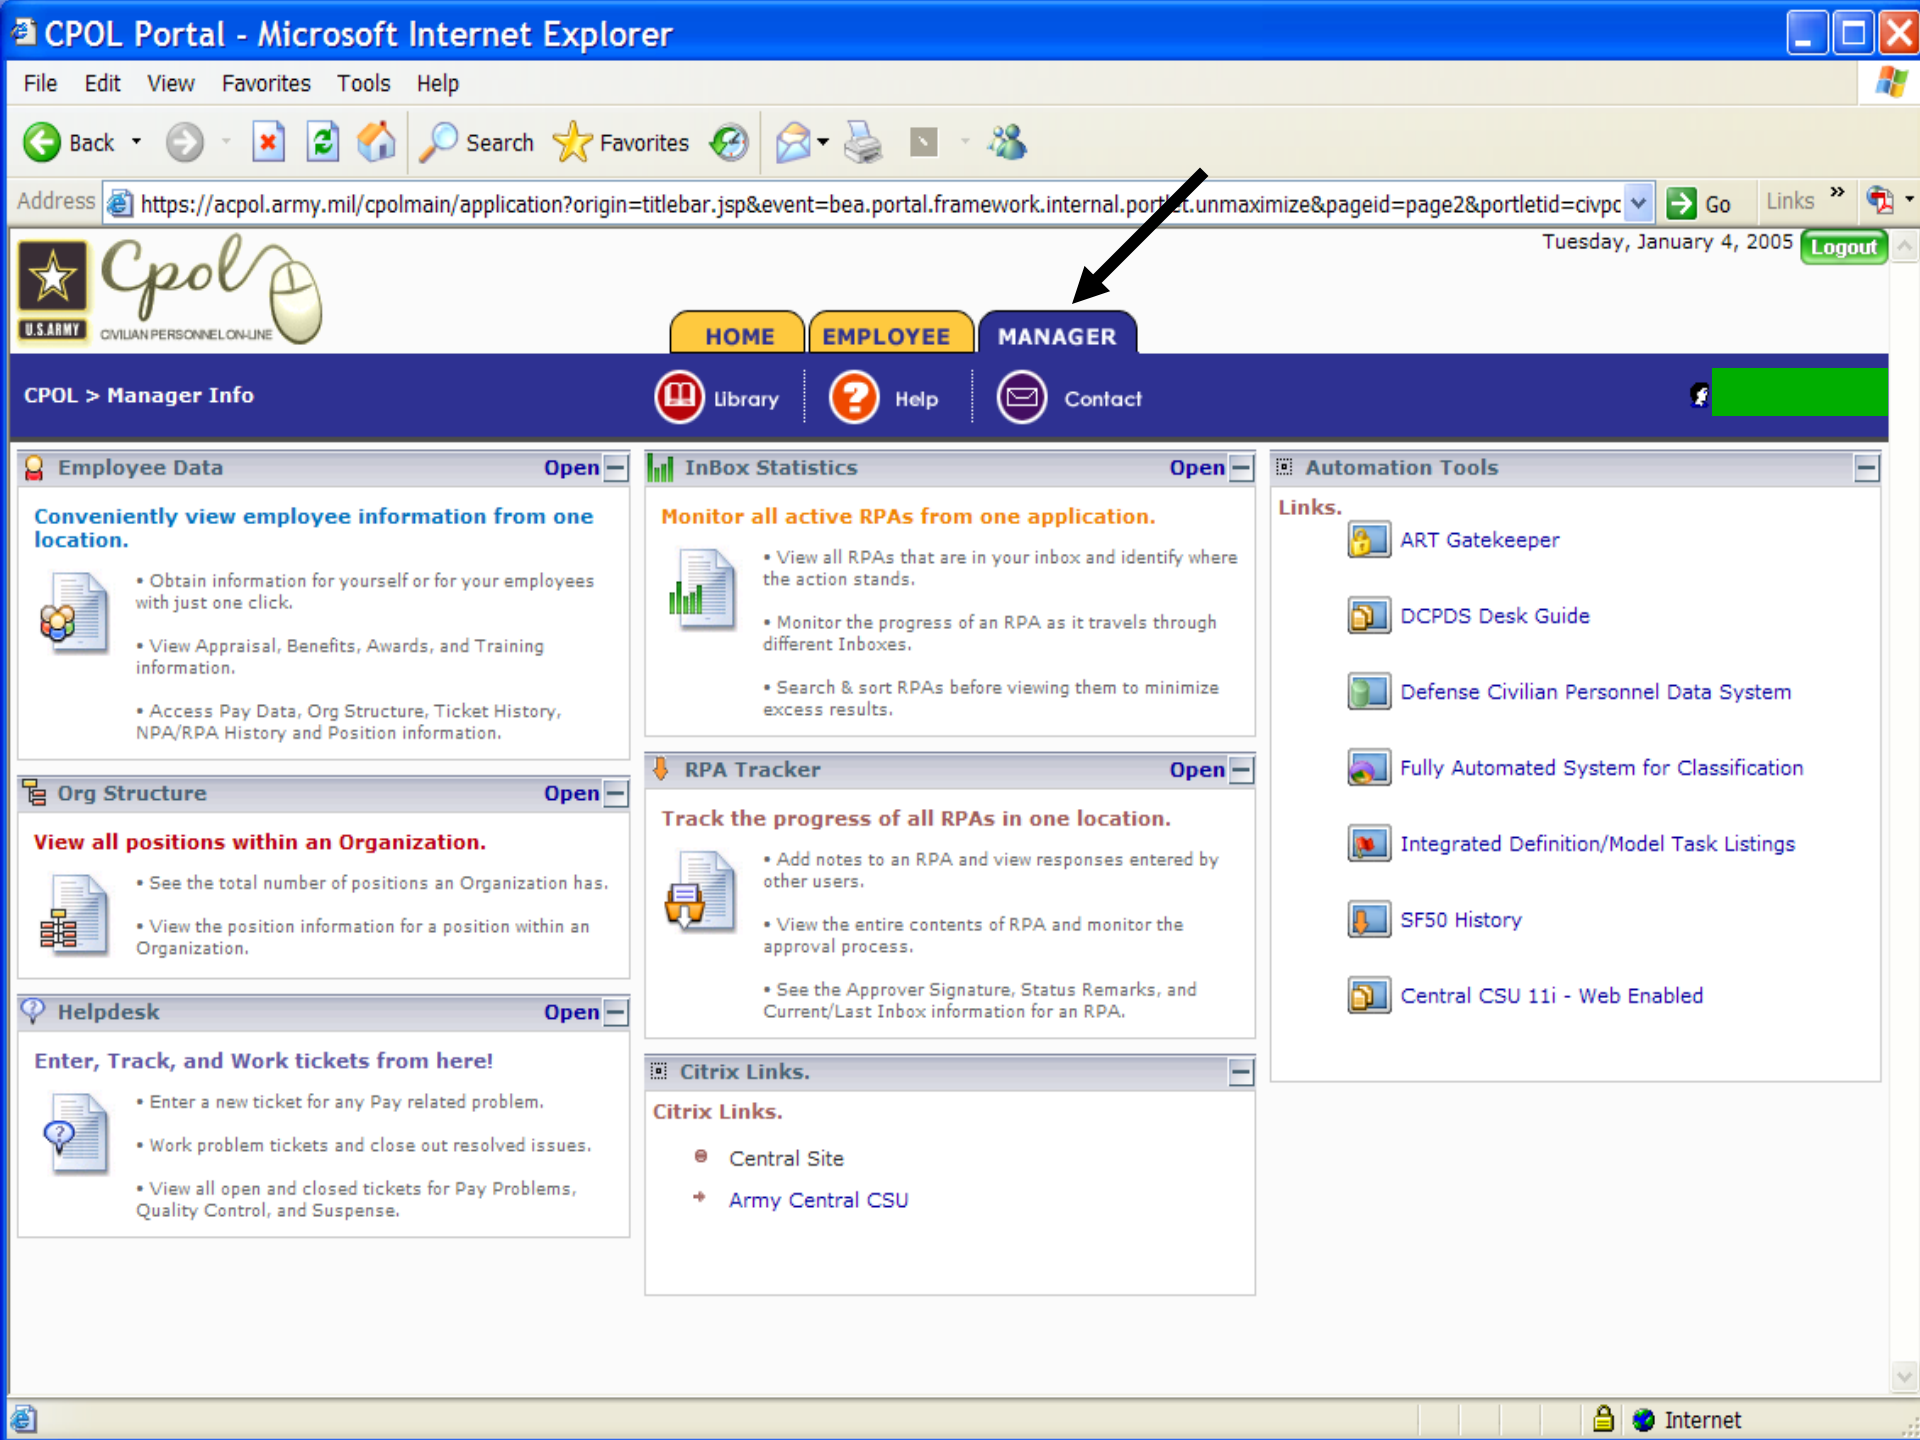 CPOL Portal - Microsoft Internet Explorer
File Edit View Favorites Tools Help
Back Search Favorites
Address https://acpol.army.mil/cpolmain/application?origin=titlebar.jsp&event=bea.portal.framework.internal.portlet.unmaximize&pageid=page2&portletid=civpc Go Links »
Tuesday, January 4, 2005 Logout
Cpol
U.S.ARMY CIVILIAN PERSONNEL ON-LINE
HOME EMPLOYEE MANAGER
CPOL > Manager Info Library Help Contact
Employee Data Open
Conveniently view employee information from one
location.
• Obtain information for yourself or for your employees
with just one click.
• View Appraisal, Benefits, Awards, and Training
information.
• Access Pay Data, Org Structure, Ticket History,
NPA/RPA History and Position information.
Org Structure Open
View all positions within an Organization.
• See the total number of positions an Organization has.
• View the position information for a position within an
Organization.
Helpdesk Open
Enter, Track, and Work tickets from here!
• Enter a new ticket for any Pay related problem.
• Work problem tickets and close out resolved issues.
• View all open and closed tickets for Pay Problems,
Quality Control, and Suspense.
InBox Statistics Open
Monitor all active RPAs from one application.
• View all RPAs that are in your inbox and identify where
the action stands.
• Monitor the progress of an RPA as it travels through
different Inboxes.
• Search & sort RPAs before viewing them to minimize
excess results.
RPA Tracker Open
Track the progress of all RPAs in one location.
• Add notes to an RPA and view responses entered by
other users.
• View the entire contents of RPA and monitor the
approval process.
• See the Approver Signature, Status Remarks, and
Current/Last Inbox information for an RPA.
Citrix Links.
Citrix Links.
Central Site
Army Central CSU
Automation Tools
Links.
ART Gatekeeper
DCPDS Desk Guide
Defense Civilian Personnel Data System
Fully Automated System for Classification
Integrated Definition/Model Task Listings
SF50 History
Central CSU 11i - Web Enabled
Internet